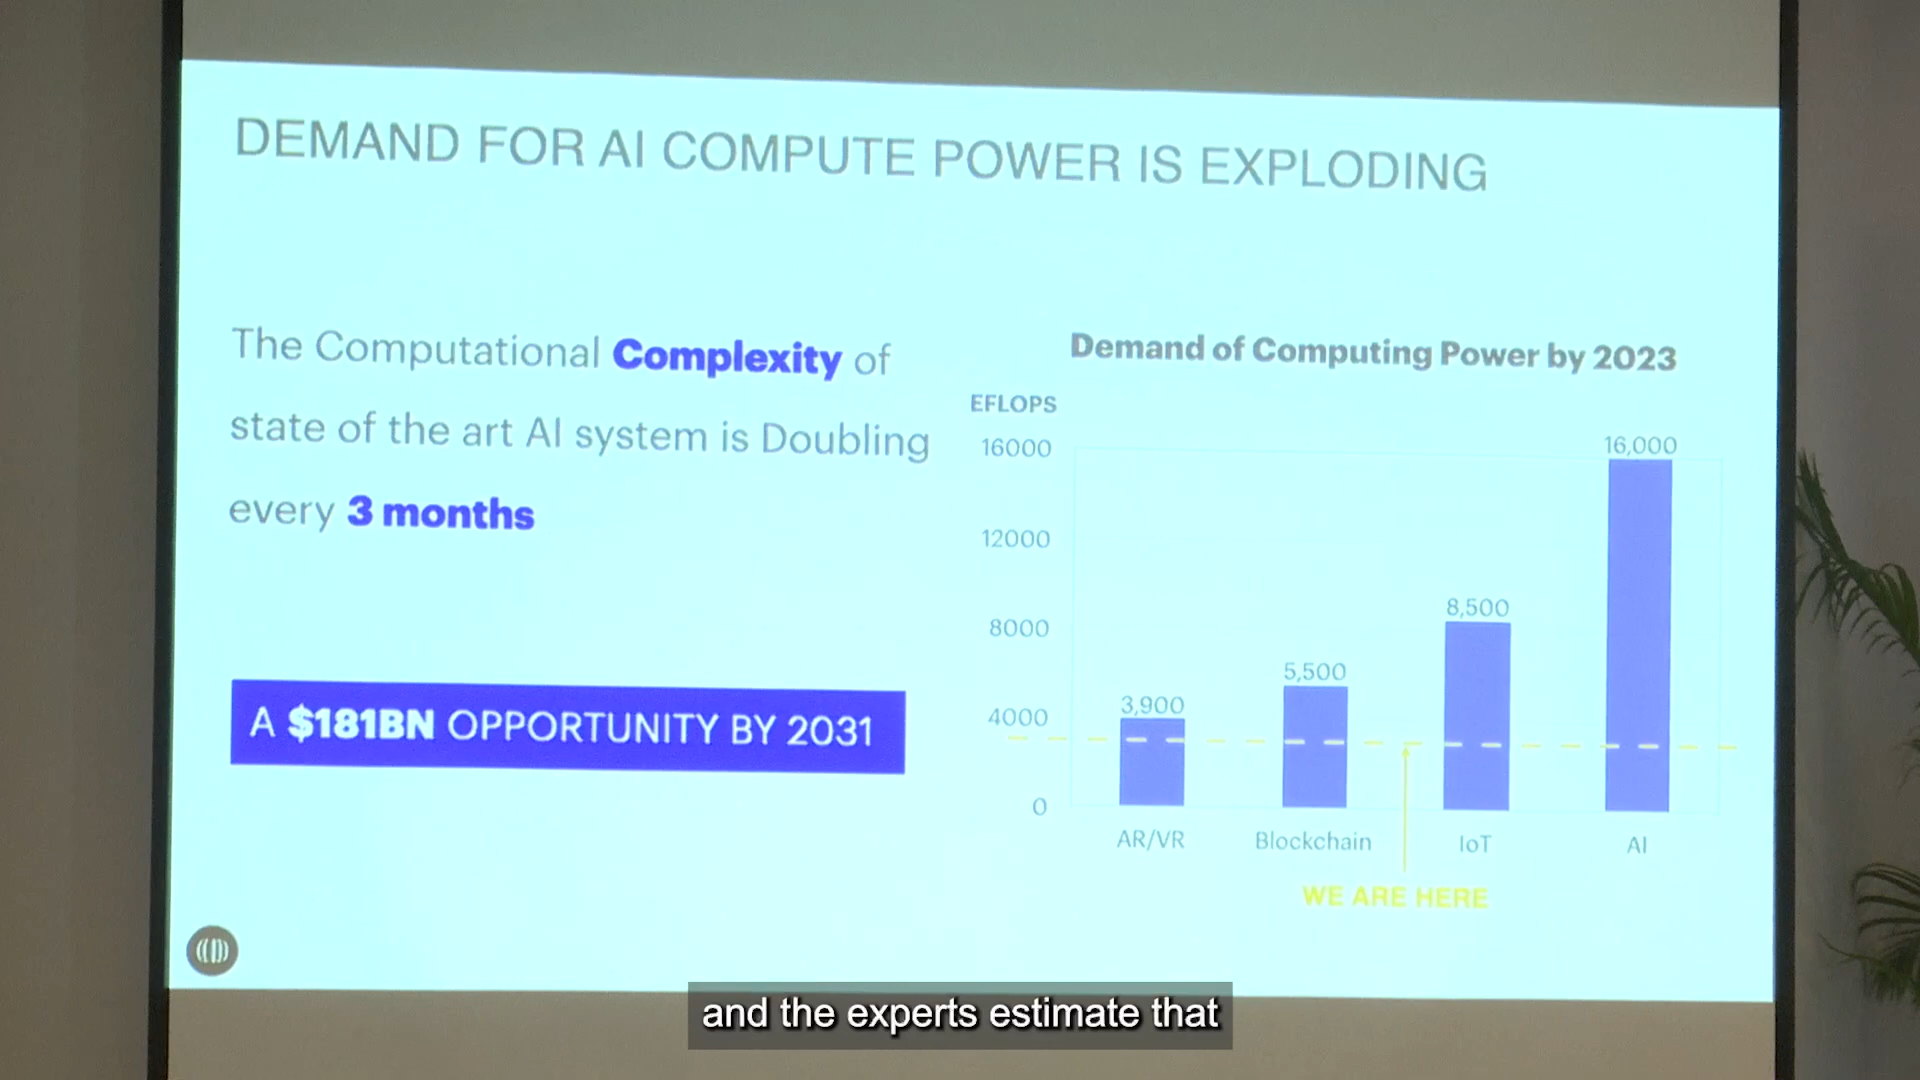 DEMAND FOR AI COMPUTE POWER IS EXPLODING
The Computational Complexity of
state of the art AI system is Doubling
every 3 months
A $181BN OPPORTUNITY BY 2031
Demand of Computing Power by 2023
EFLOPS
16000
12000
8000
4000
0
3,900
5,500
8,500
16,000
AR/VR
Blockchain
IoT
AI
WE ARE HERE
and the experts estimate that